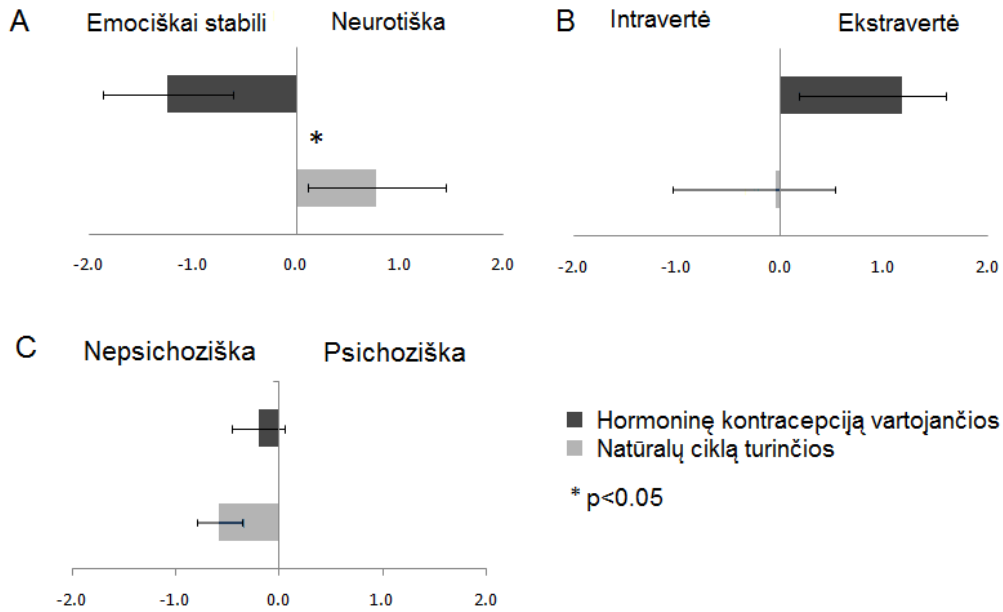 A
Emociškai stabili
Neurotiška
*
-2.0 -1.0 0.0 1.0 2.0
B
Intravertė
Ekstravertė
-2.0 -1.0 0.0 1.0 2.0
C
Nepsichoziška
Psichoziška
-2.0 -1.0 0.0 1.0 2.0
Hormoninę kontracepciją vartojančios
Natūralų ciklą turinčios
* p<0.05